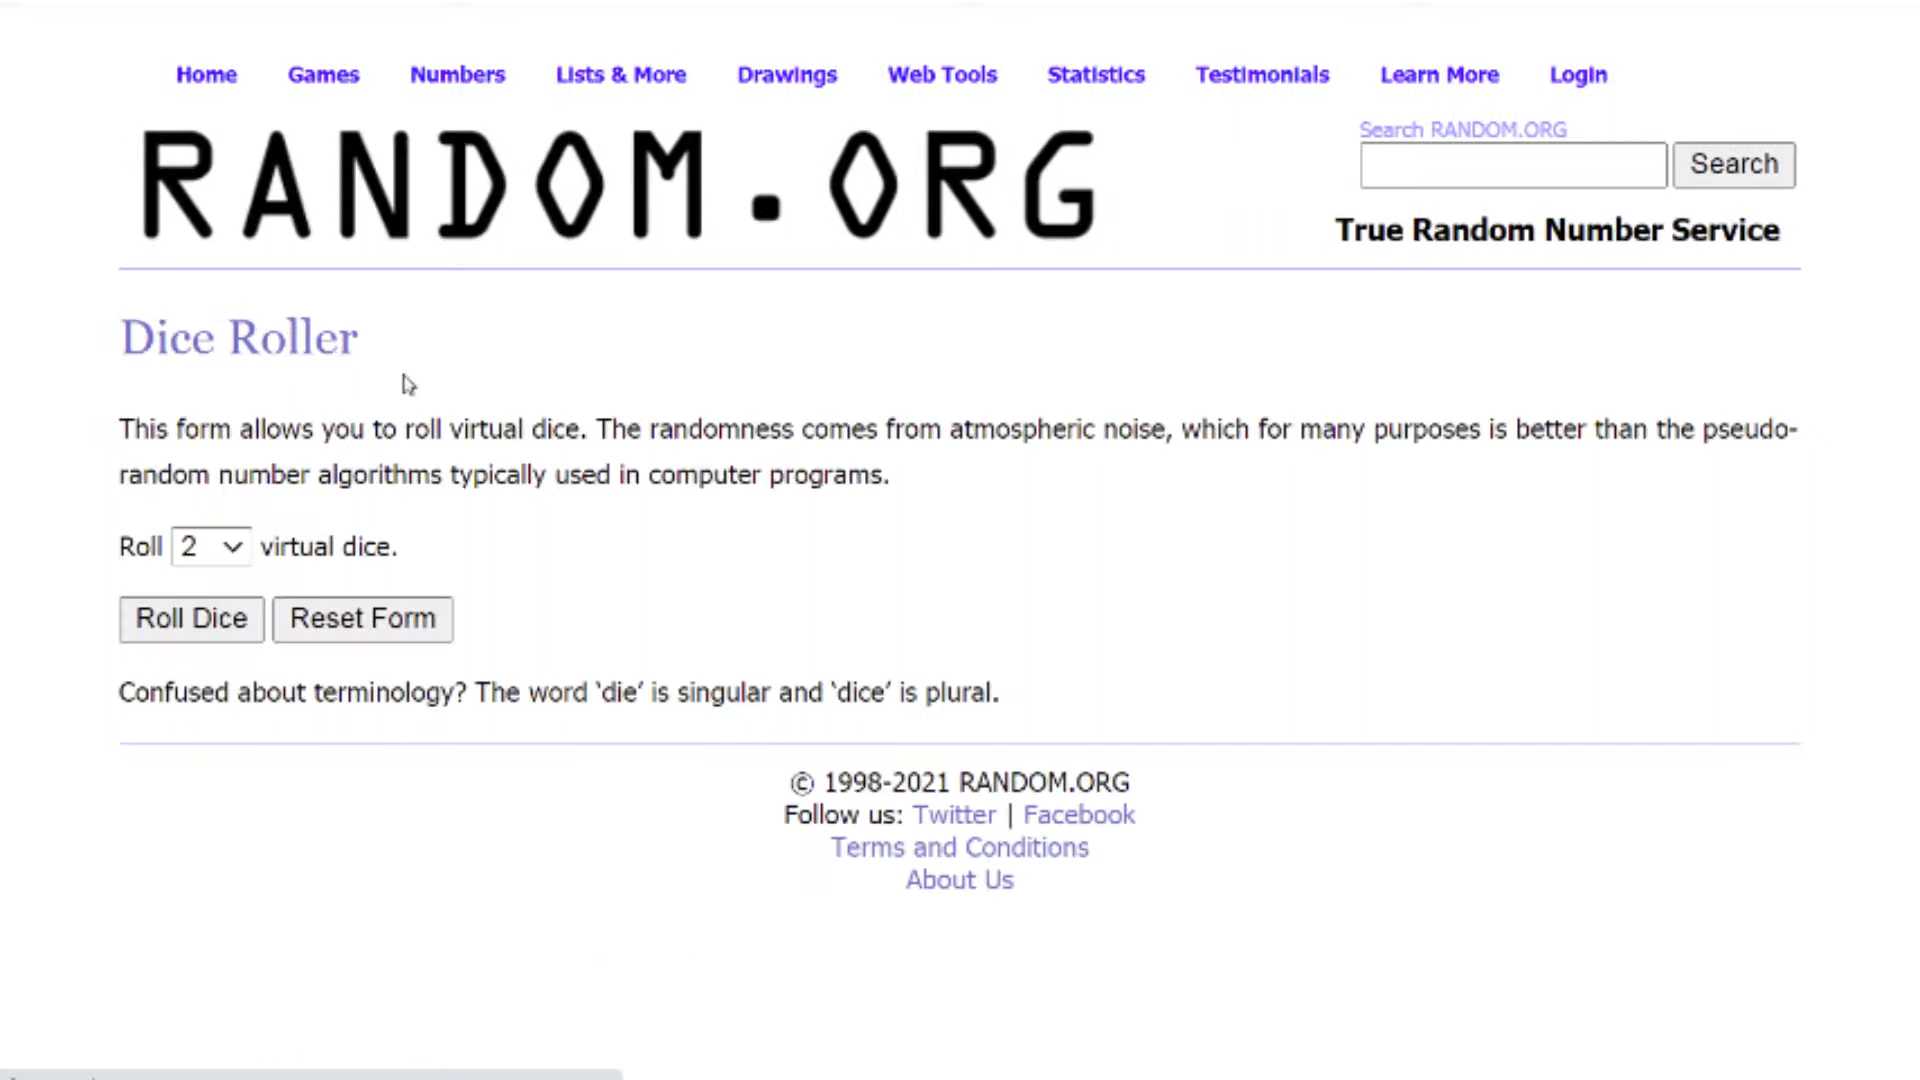 Home Games Numbers Lists & More Drawings Web Tools Statistics Testimonials Learn More Login
RANDOM.ORG
Search RANDOM.ORG
Search
True Random Number Service
Dice Roller
This form allows you to roll virtual dice. The randomness comes from atmospheric noise, which for many purposes is better than the pseudo-
random number algorithms typically used in computer programs.
Roll 2 virtual dice.
Roll Dice Reset Form
Confused about terminology? The word ‘die’ is singular and ‘dice’ is plural.
© 1998-2021 RANDOM.ORG
Follow us: Twitter | Facebook
Terms and Conditions
About Us